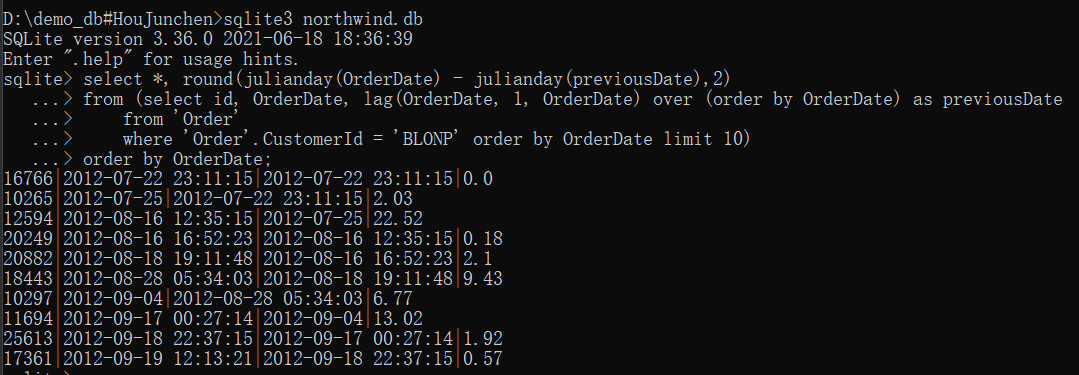 D:\demo_db#HouJunchen>sqlite3 northwind.db
SQLite version 3.36.0 2021-06-18 18:36:39
Enter ".help" for usage hints.
sqlite> select *, round(julianday(OrderDate) - julianday(previousDate),2)
   ...> from (select id, OrderDate, lag(OrderDate, 1, OrderDate) over (order by OrderDate) as previousDate
   ...>     from 'Order'
   ...>     where 'Order'.CustomerId = 'BLONP' order by OrderDate limit 10)
   ...> order by OrderDate;
16766|2012-07-22 23:11:15|2012-07-22 23:11:15|0.0
10265|2012-07-25|2012-07-22 23:11:15|2.03
12594|2012-08-16 12:35:15|2012-07-25|22.52
20249|2012-08-16 16:52:23|2012-08-16 12:35:15|0.18
20882|2012-08-18 19:11:48|2012-08-16 16:52:23|2.1
18443|2012-08-28 05:34:03|2012-08-18 19:11:48|9.43
10297|2012-09-04|2012-08-28 05:34:03|6.77
11694|2012-09-17 00:27:14|2012-09-04|13.02
25613|2012-09-18 22:37:15|2012-09-17 00:27:14|1.92
17361|2012-09-19 12:13:21|2012-09-18 22:37:15|0.57